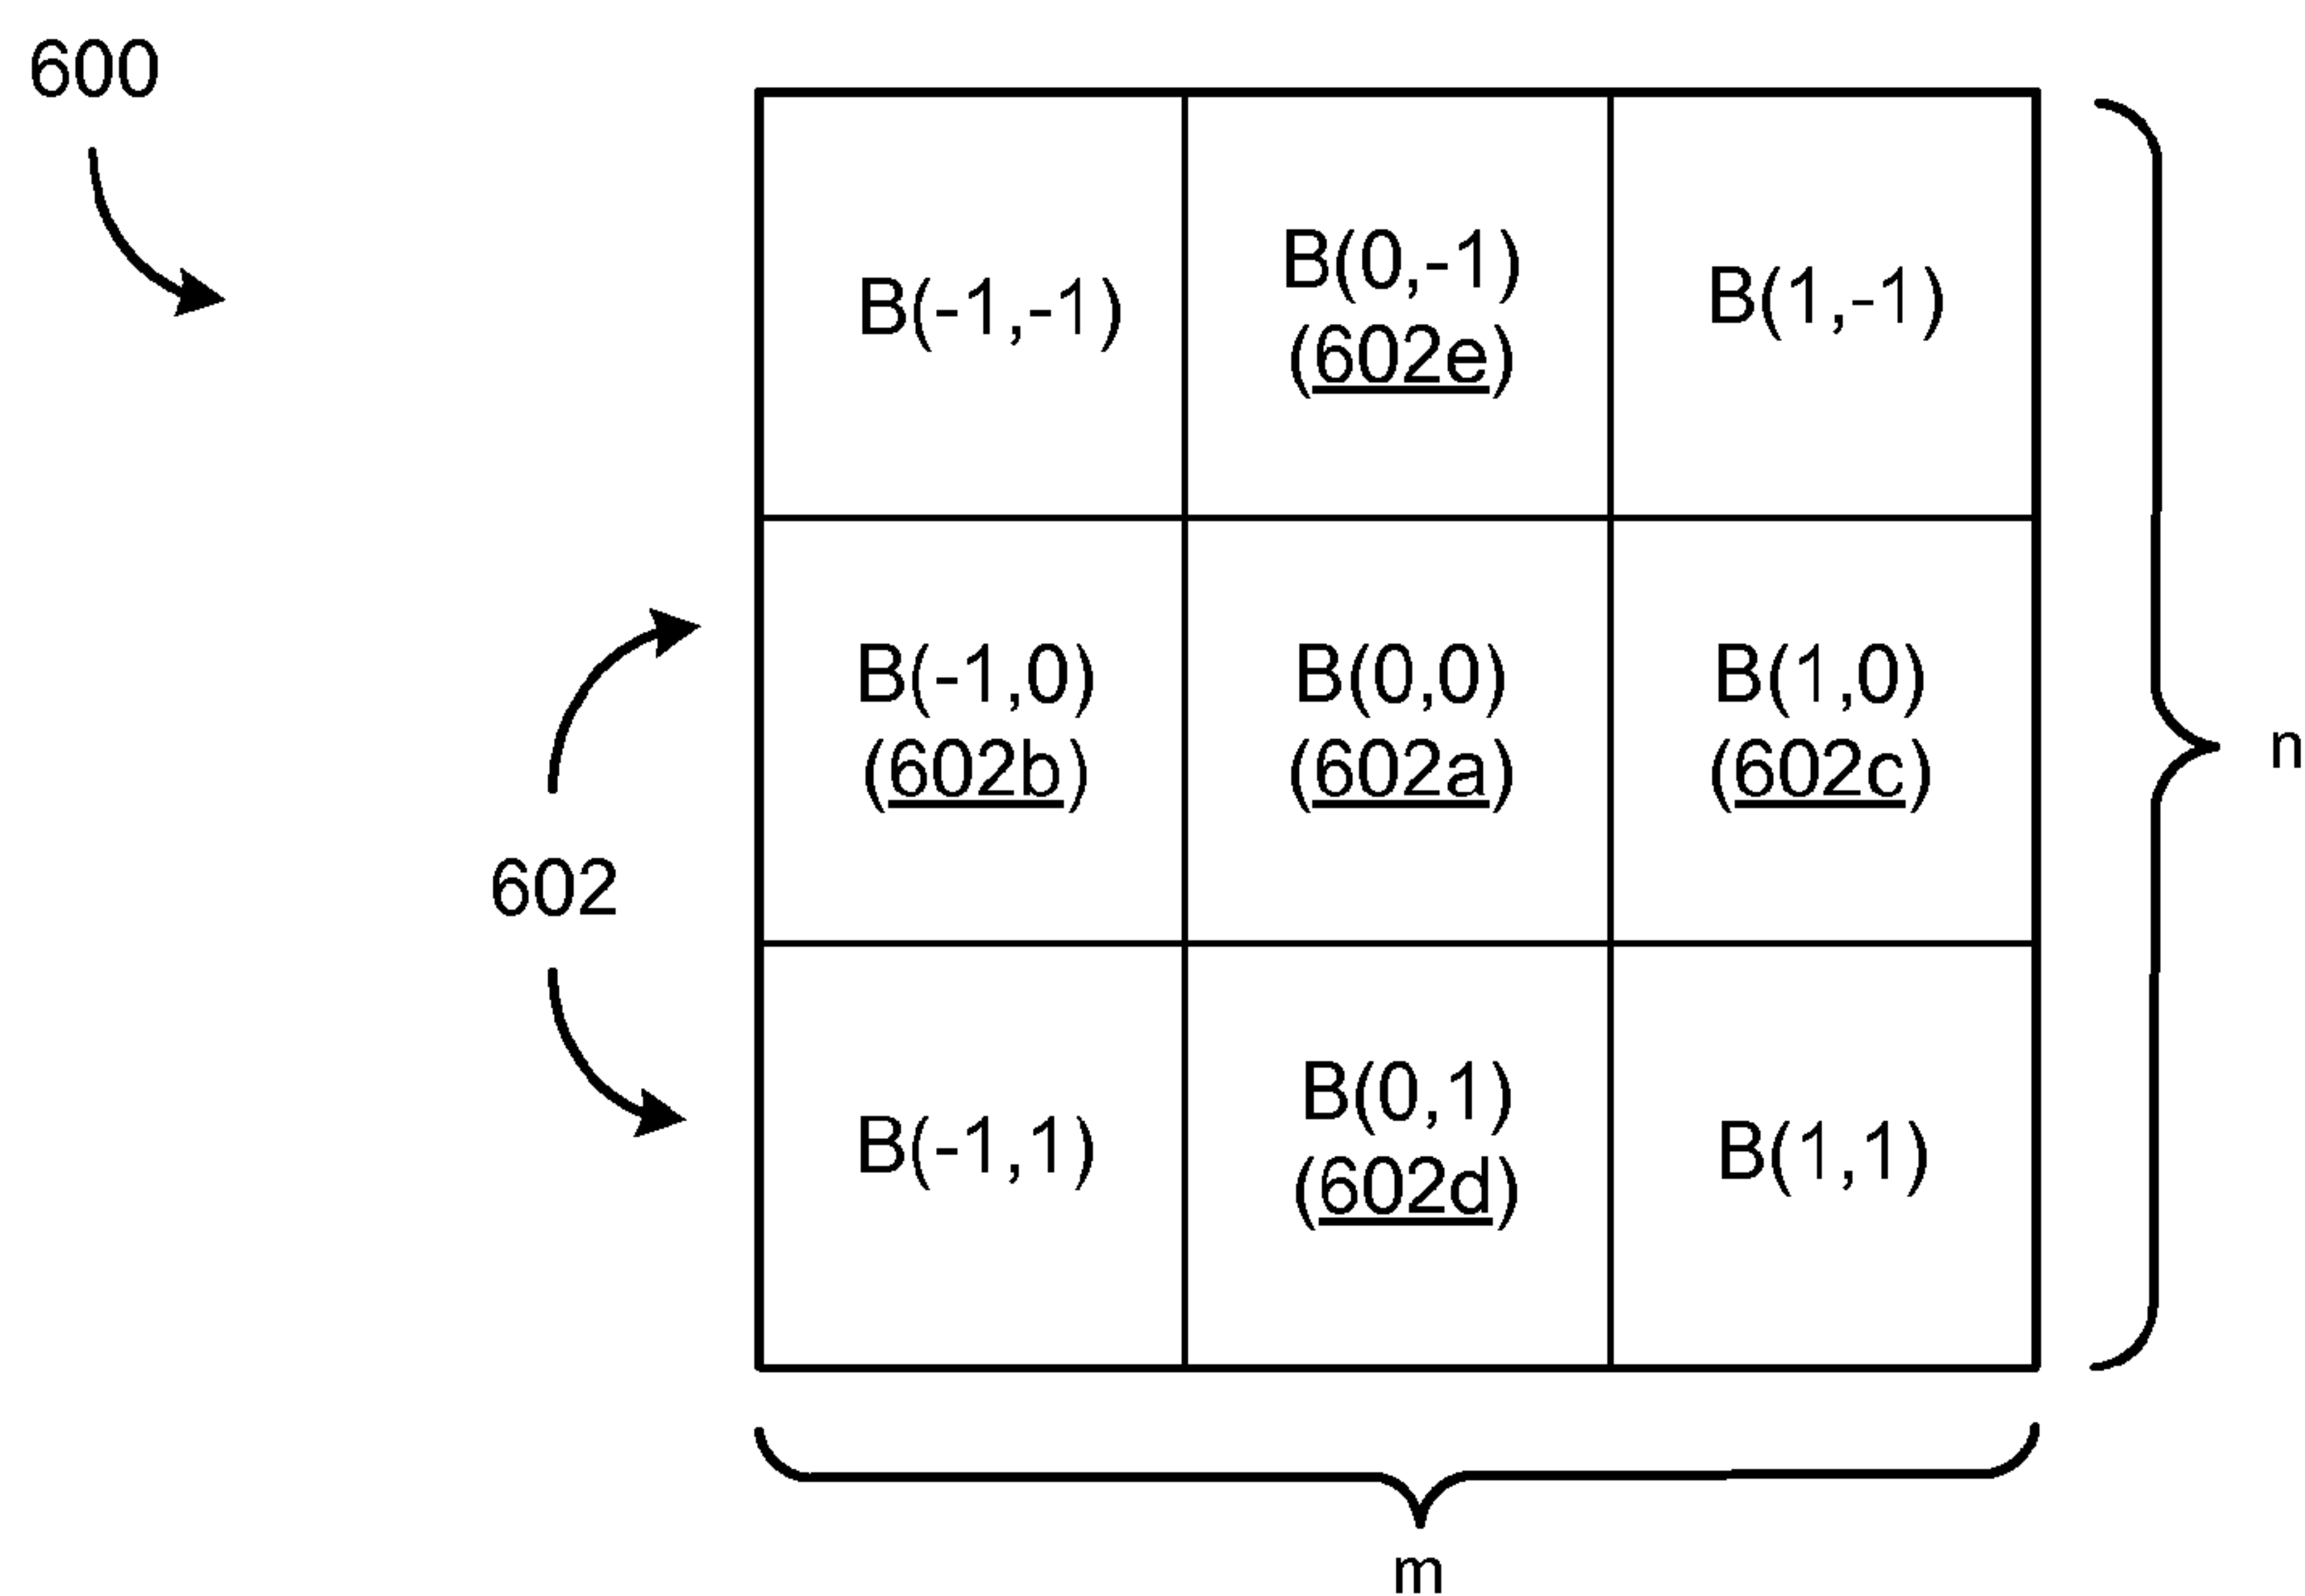 600
B(-1,-1)
B(0,-1)
(602e)
B(1,-1)
B(-1,0)
(602b)
B(0,0)
(602a)
B(1,0)
(602c)
n
602
B(-1,1)
B(0,1)
(602d)
B(1,1)
m